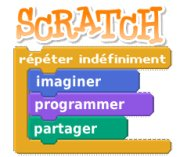 SCRATCH
répéter indéfiniment
imaginer
programmer
partager